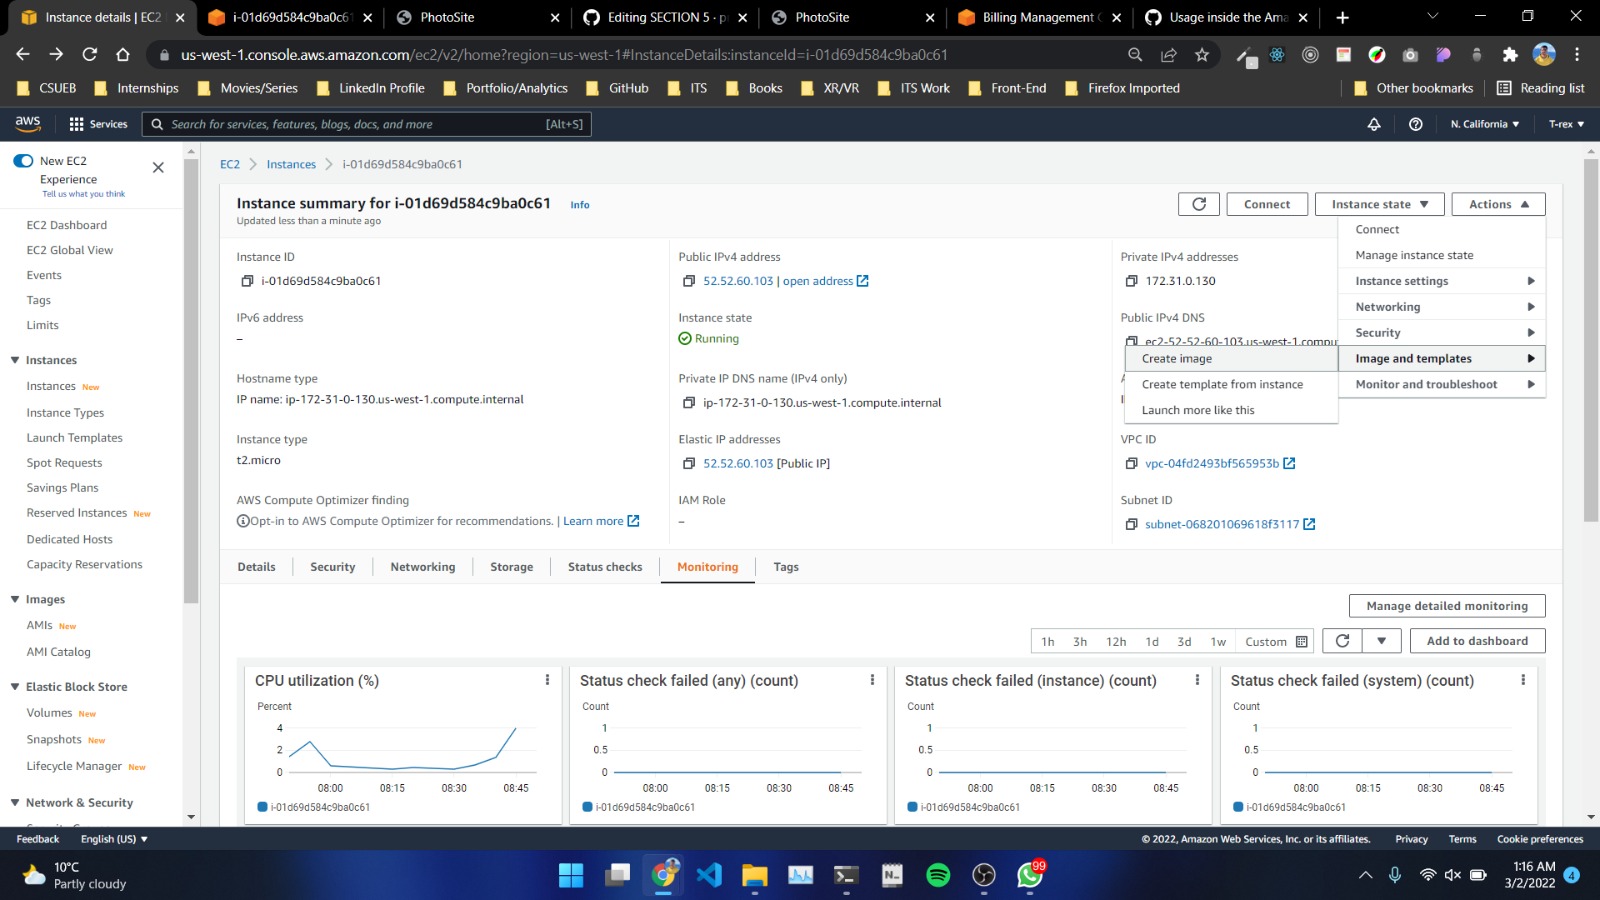 Instance details | EC2
i-01d69d584c9ba0c61
PhotoSite
Editing SECTION 5 · p
PhotoSite
Billing Management C
Usage inside the Ama
us-west-1.console.aws.amazon.com/ec2/v2/home?region=us-west-1#InstanceDetails:instanceId=i-01d69d584c9ba0c61
CSUEB
Internships
Movies/Series
LinkedIn Profile
Portfolio/Analytics
GitHub
ITS
Books
XR/VR
ITS Work
Front-End
Firefox Imported
Other bookmarks
Reading list
aws
Services
Search for services, features, blogs, docs, and more
[Alt+S]
N. California
T-rex
New EC2
Experience
Tell us what you think
EC2 Dashboard
EC2 Global View
Events
Tags
Limits
Instances
Instances New
Instance Types
Launch Templates
Spot Requests
Savings Plans
Reserved Instances New
Dedicated Hosts
Capacity Reservations
Images
AMIs New
AMI Catalog
Elastic Block Store
Volumes New
Snapshots New
Lifecycle Manager New
Network & Security
EC2 > Instances > i-01d69d584c9ba0c61
Instance summary for i-01d69d584c9ba0c61 Info
Updated less than a minute ago
Connect
Instance state
Actions
Connect
Manage instance state
Instance settings
Networking
Security
Image and templates
Monitor and troubleshoot
Create image
Create template from instance
Launch more like this
Instance ID
i-01d69d584c9ba0c61
Public IPv4 address
52.52.60.103 | open address
Private IPv4 addresses
172.31.0.130
IPv6 address
–
Instance state
Running
Public IPv4 DNS
ec2-52-52-60-103.us-west-1.compu
Hostname type
IP name: ip-172-31-0-130.us-west-1.compute.internal
Private IP DNS name (IPv4 only)
ip-172-31-0-130.us-west-1.compute.internal
Instance type
t2.micro
Elastic IP addresses
52.52.60.103 [Public IP]
VPC ID
vpc-04fd2493bf565953b
AWS Compute Optimizer finding
Opt-in to AWS Compute Optimizer for recommendations. | Learn more
IAM Role
–
Subnet ID
subnet-068201069618f3117
Details
Security
Networking
Storage
Status checks
Monitoring
Tags
Manage detailed monitoring
1h 3h 12h 1d 3d 1w Custom
Add to dashboard
CPU utilization (%)
Percent
4
2
0
08:00 08:15 08:30 08:45
i-01d69d584c9ba0c61
Status check failed (any) (count)
Count
1
0.5
0
08:00 08:15 08:30 08:45
i-01d69d584c9ba0c61
Status check failed (instance) (count)
Count
1
0.5
0
08:00 08:15 08:30 08:45
i-01d69d584c9ba0c61
Status check failed (system) (count)
Count
1
0.5
0
08:00 08:15 08:30 08:45
i-01d69d584c9ba0c61
Feedback
English (US)
© 2022, Amazon Web Services, Inc. or its affiliates.
Privacy
Terms
Cookie preferences
10°C
Partly cloudy
99
1:16 AM
3/2/2022
4